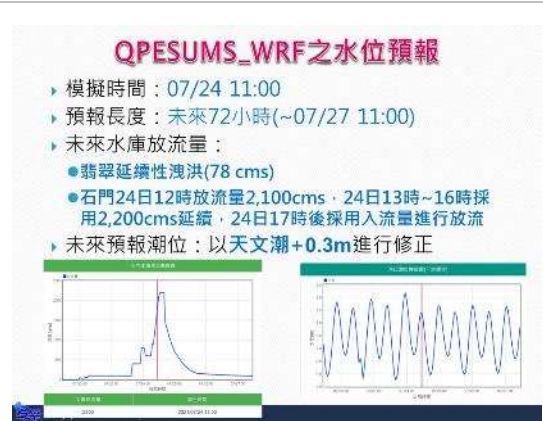 QPESUMS_WRF之水位預報
模擬時間：07/24 11:00
預報長度：未來72小時(~07/27 11:00)
未來水庫放流量：
翡翠延續性洩洪(78 cms)
石門24日12時放流量2,100cms，24日13時~16時採
用2,200cms延續，24日17時後採用入流量進行放流
未來預報潮位：以天文潮+0.3m進行修正